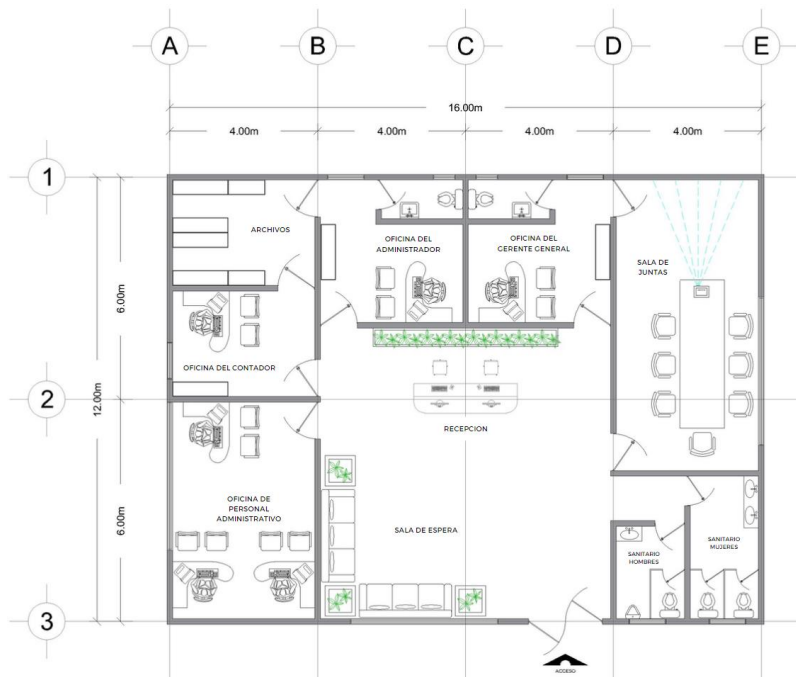 A
B
C
D
E
16.00m
4.00m
4.00m
4.00m
4.00m
1
2
3
6.00m
12.00m
6.00m
ARCHIVOS
OFICINA DEL
ADMINISTRADOR
OFICINA DEL
GERENTE GENERAL
SALA DE
JUNTAS
OFICINA DEL CONTADOR
RECEPCION
OFICINA DE
PERSONAL
ADMINISTRATIVO
SALA DE ESPERA
SANITARIO
HOMBRES
SANITARIO
MUJERES
ACCESO